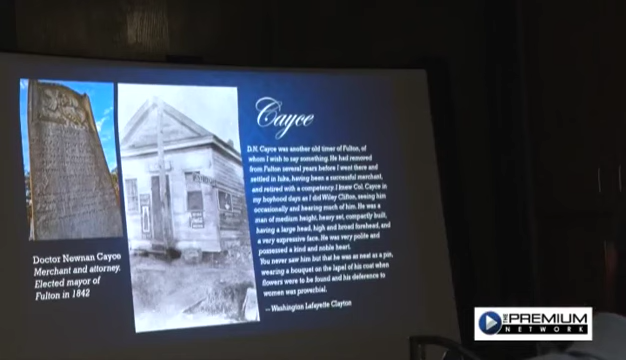 Cayce
D.N. Cayce was another old timer of Fulton, of
whom I wish to say something. He had removed
from Fulton several years before I went there and
settled in Iuka, having been a successful merchant,
and retired with a competency. I knew Col. Cayce in
my boyhood days as I did Wiley Clifton, seeing him
occasionally and hearing much of him. He was a
man of medium height, heavy set, compactly built,
having a large head, high and broad forehead, and
a very expressive face. He was very polite and
possessed a kind and noble heart.
You never saw him but that he was as neat as a pin,
wearing a bouquet on the lapel of his coat when
flowers were to be found and his deference to
women was proverbial.
— Washington Lafayette Clayton
Doctor Newnan Cayce
Merchant and attorney.
Elected mayor of
Fulton in 1842
THE PREMIUM
NETWORK